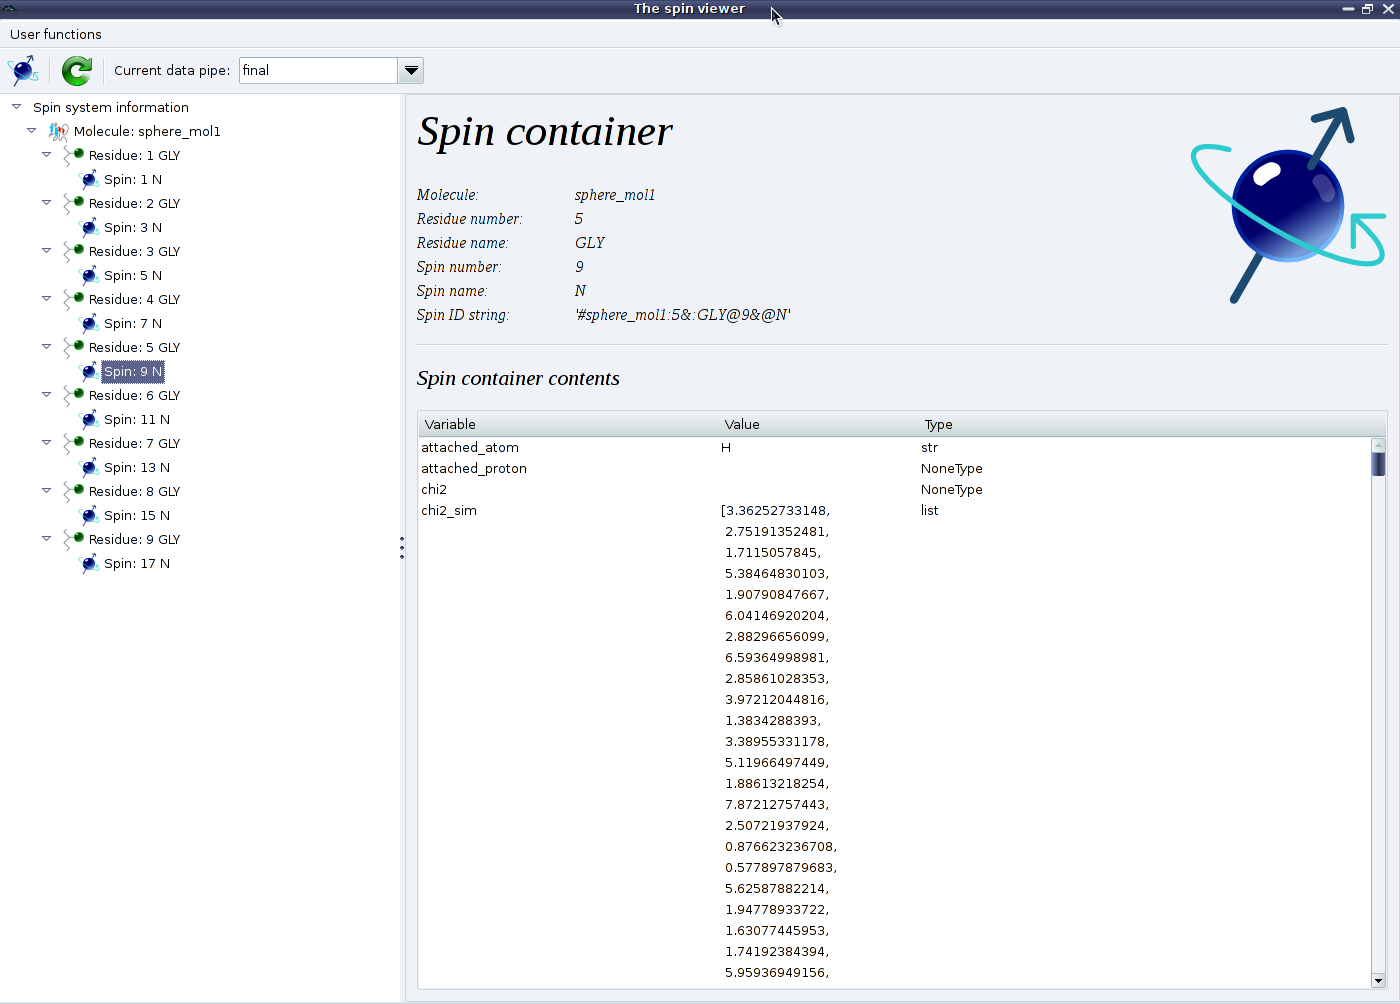 The spin viewer
User functions
Current data pipe: final
Spin system information
Molecule: sphere_mol1
Residue: 1 GLY
Spin: 1 N
Residue: 2 GLY
Spin: 3 N
Residue: 3 GLY
Spin: 5 N
Residue: 4 GLY
Spin: 7 N
Residue: 5 GLY
Spin: 9 N
Residue: 6 GLY
Spin: 11 N
Residue: 7 GLY
Spin: 13 N
Residue: 8 GLY
Spin: 15 N
Residue: 9 GLY
Spin: 17 N
Spin container
Molecule: sphere_mol1
Residue number: 5
Residue name: GLY
Spin number: 9
Spin name: N
Spin ID string: '#sphere_mol1:5&:GLY@9&@N'
Spin container contents
Variable Value Type
attached_atom H str
attached_proton NoneType
chi2 NoneType
chi2_sim [3.36252733148, list
2.75191352481,
1.7115057845,
5.38464830103,
1.90790847667,
6.04146920204,
2.88296656099,
6.59364998981,
2.85861028353,
3.97212044816,
1.3834288393,
3.38955331178,
5.11966497449,
1.88613218254,
7.87212757443,
2.50721937924,
0.876623236708,
0.577897879683,
5.62587882214,
1.94778933722,
1.63077445953,
1.74192384394,
5.95936949156,